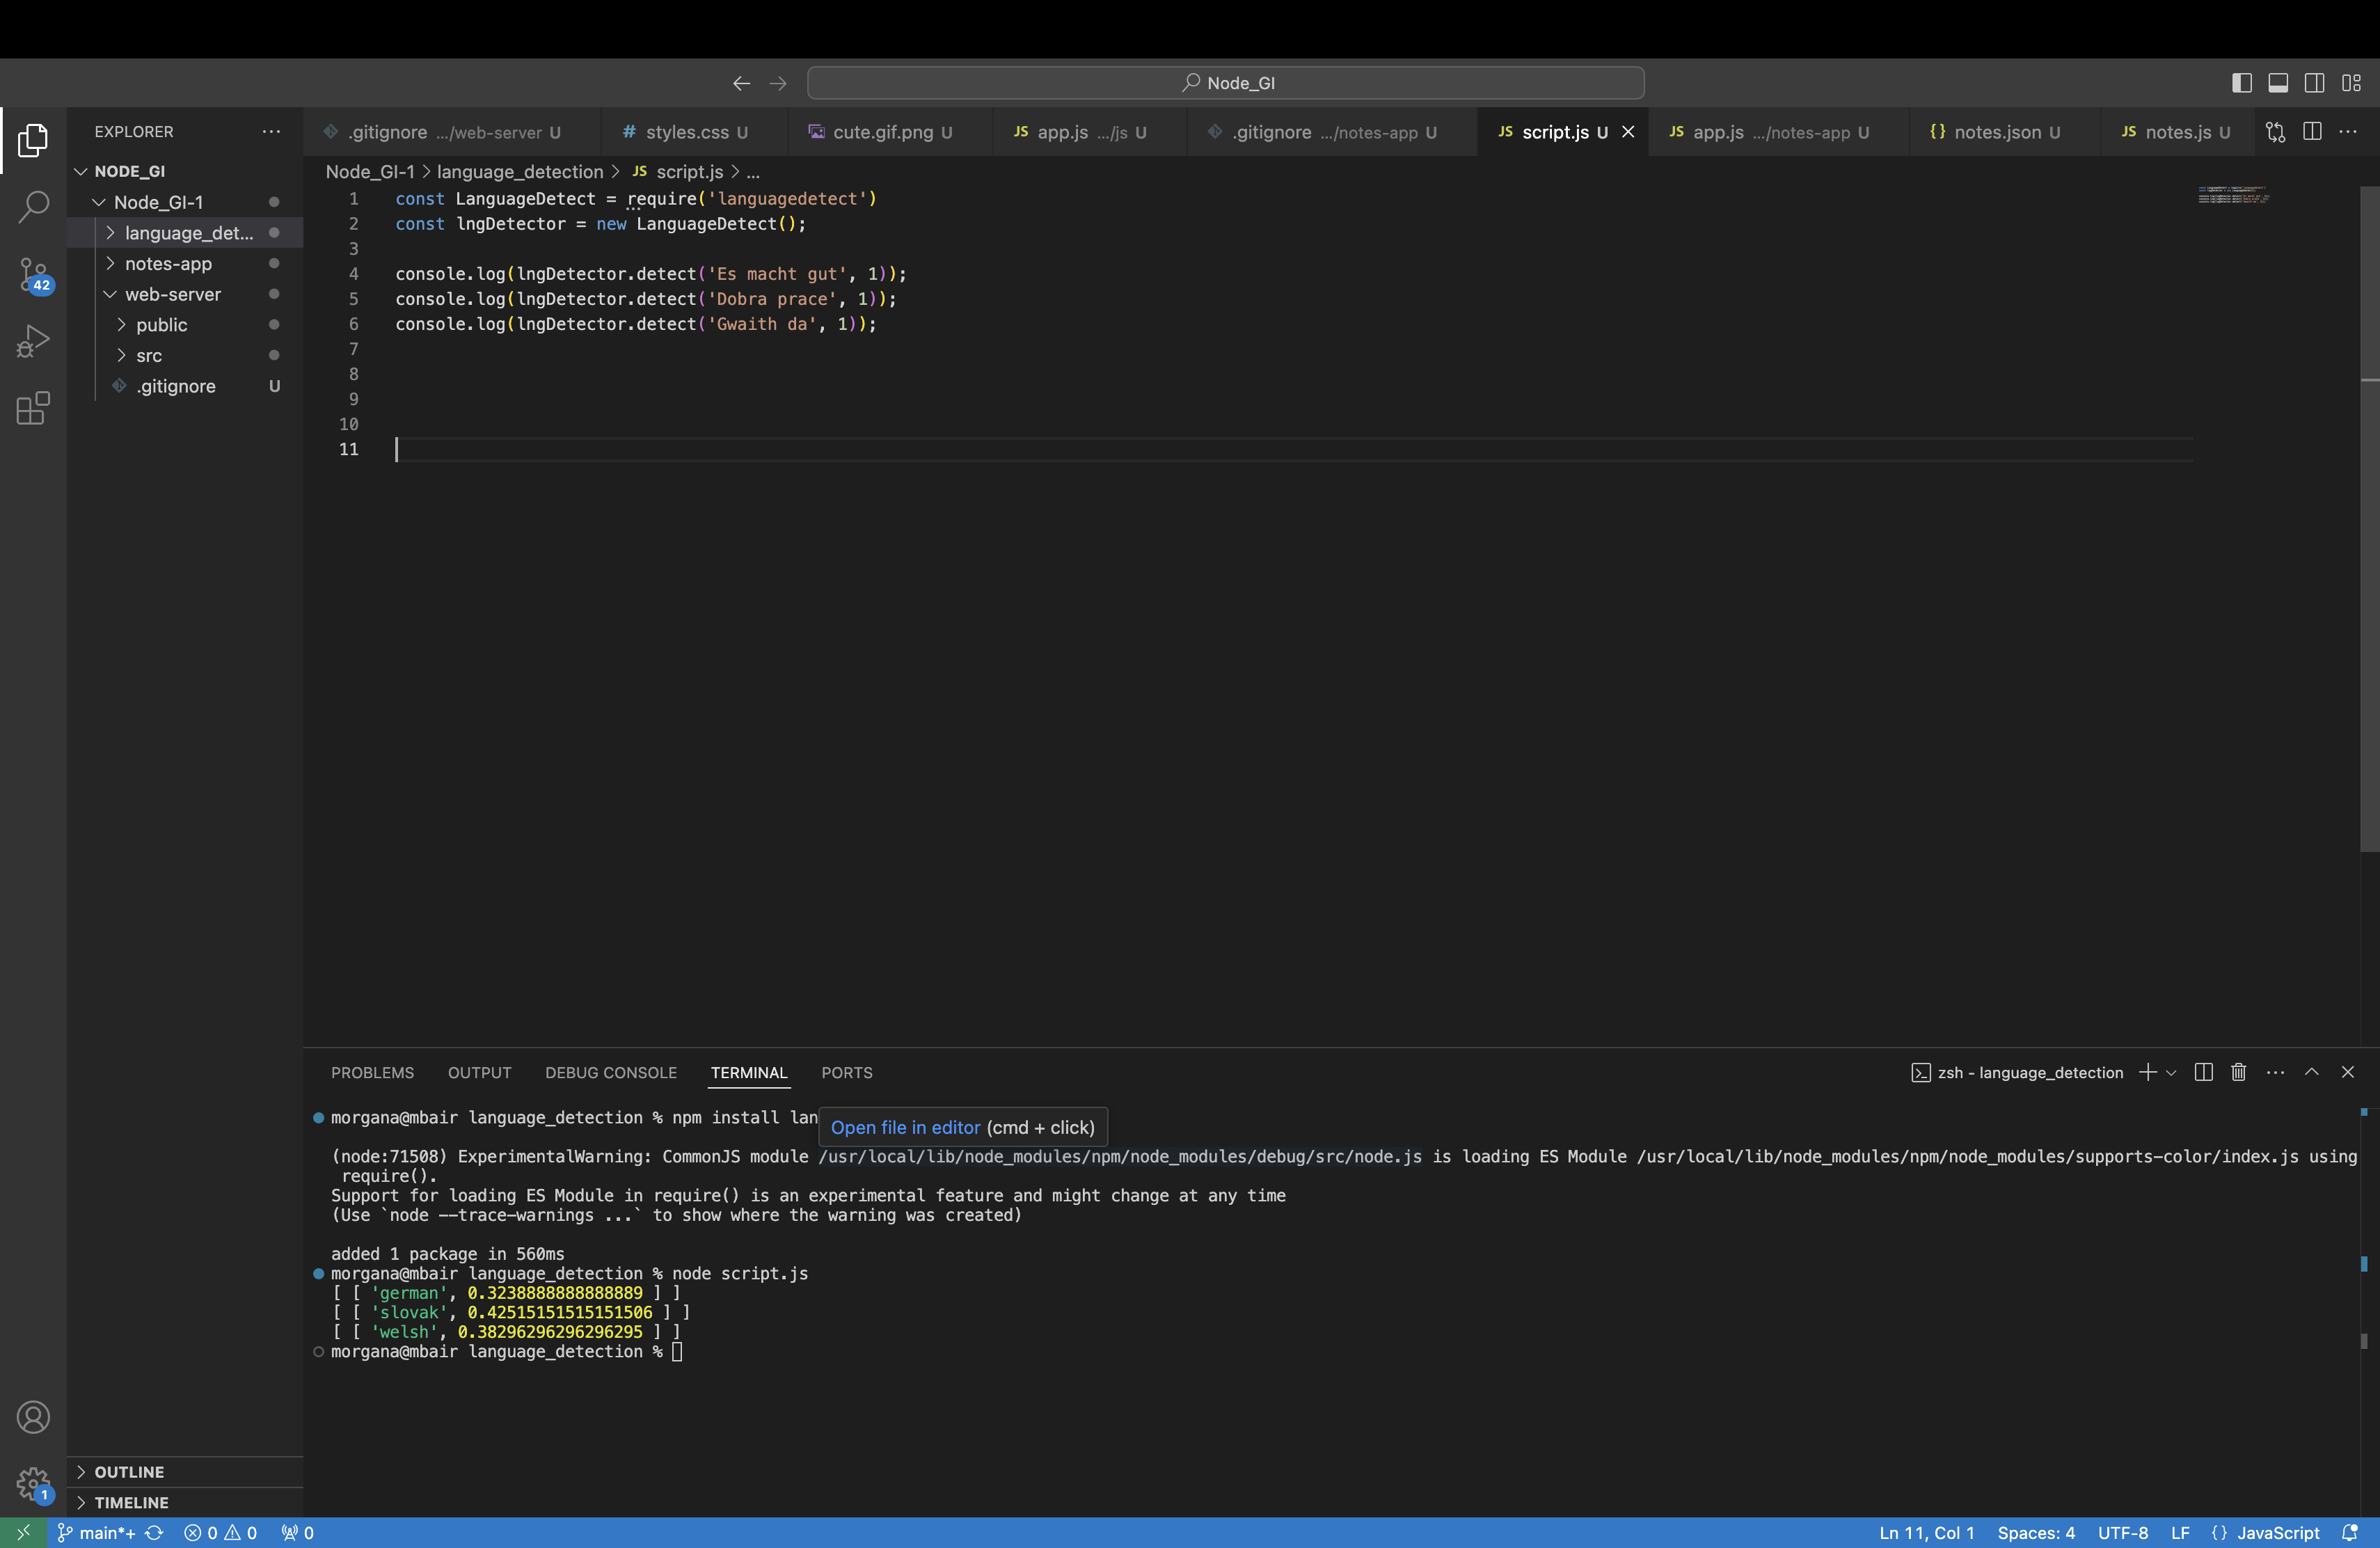 Node_GI
EXPLORER
.gitignore .../web-server U
# styles.css U
cute.gif.png U
JS app.js .../js U
.gitignore .../notes-app U
JS script.js U
JS app.js .../notes-app U
{} notes.json U
JS notes.js U
NODE_GI
Node_GI-1
language_det...
notes-app
web-server
public
src
.gitignore U
42
Node_GI-1 > language_detection > JS script.js > ...
1 const LanguageDetect = require('languagedetect')
2 const lngDetector = new LanguageDetect();
3
4 console.log(lngDetector.detect('Es macht gut', 1));
5 console.log(lngDetector.detect('Dobra prace', 1));
6 console.log(lngDetector.detect('Gwaith da', 1));
7
8
9
10
11
PROBLEMS OUTPUT DEBUG CONSOLE TERMINAL PORTS
zsh - language_detection
morgana@mbair language_detection % npm install lan
Open file in editor (cmd + click)
(node:71508) ExperimentalWarning: CommonJS module /usr/local/lib/node_modules/npm/node_modules/debug/src/node.js is loading ES Module /usr/local/lib/node_modules/npm/node_modules/supports-color/index.js using
require().
Support for loading ES Module in require() is an experimental feature and might change at any time
(Use `node --trace-warnings ...` to show where the warning was created)
added 1 package in 560ms
morgana@mbair language_detection % node script.js
[ [ 'german', 0.3238888888888889 ] ]
[ [ 'slovak', 0.42515151515151506 ] ]
[ [ 'welsh', 0.38296296296296295 ] ]
morgana@mbair language_detection %
OUTLINE
TIMELINE
1
main*+ 0 0 0
Ln 11, Col 1 Spaces: 4 UTF-8 LF {} JavaScript